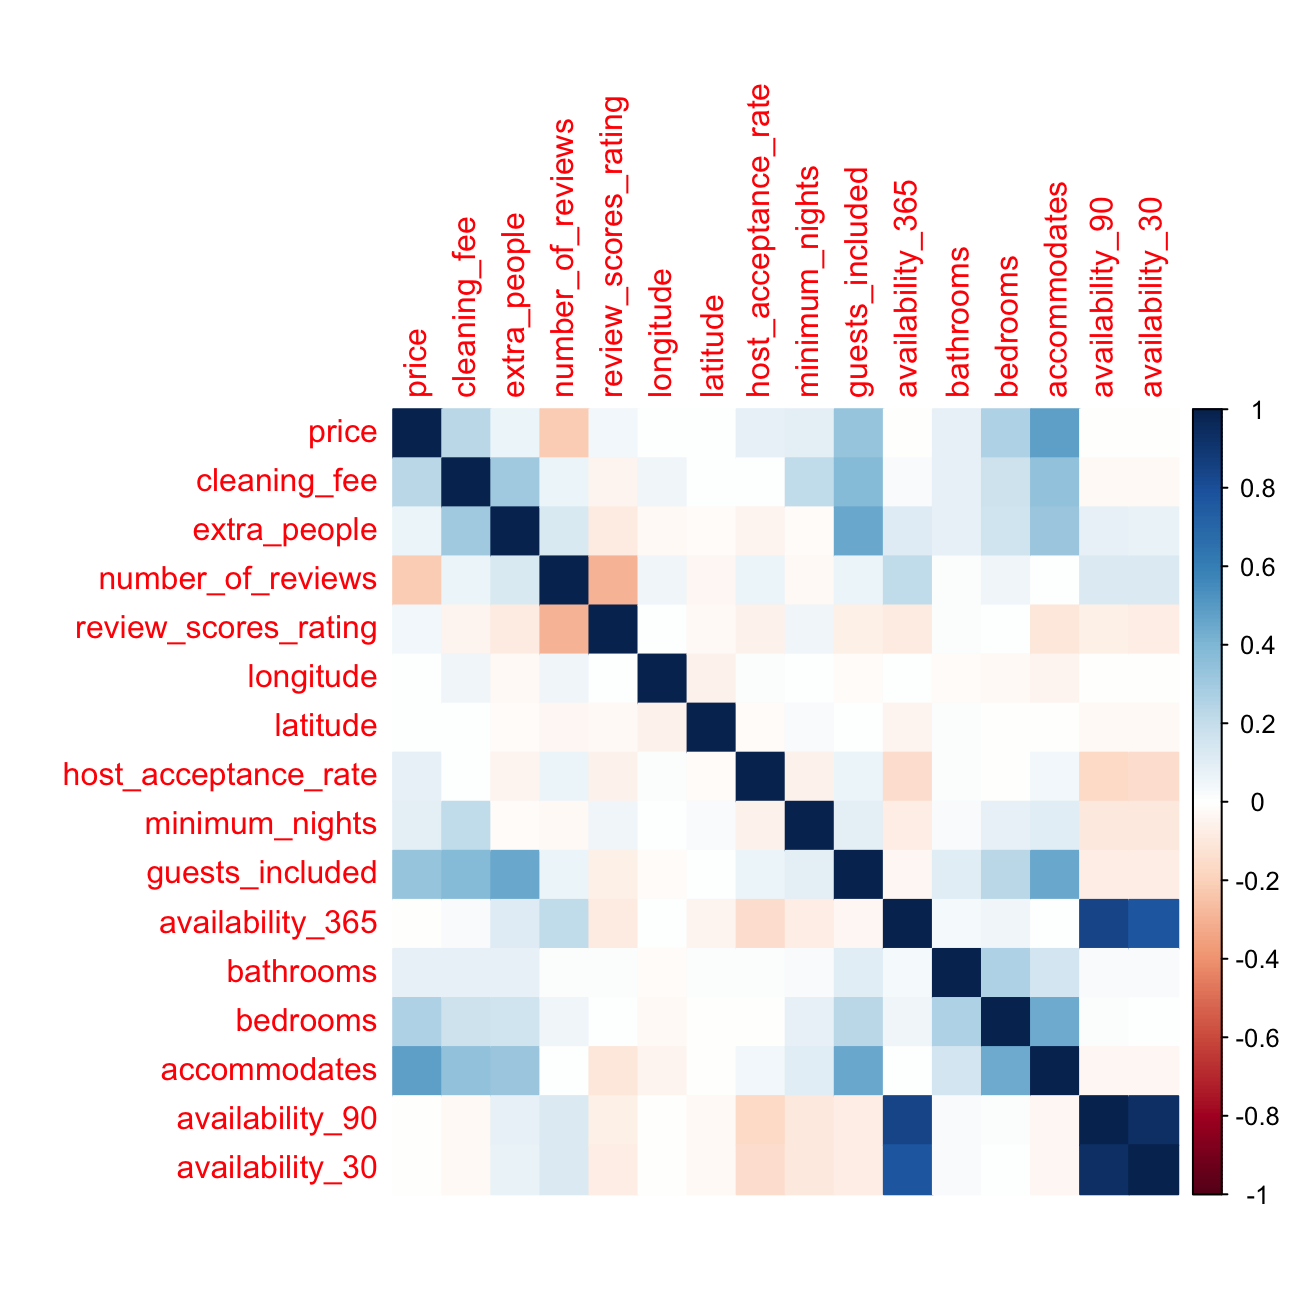 price
cleaning_fee
extra_people
number_of_reviews
review_scores_rating
longitude
latitude
host_acceptance_rate
minimum_nights
guests_included
availability_365
bathrooms
bedrooms
accommodates
availability_90
availability_30
price
cleaning_fee
extra_people
number_of_reviews
review_scores_rating
longitude
latitude
host_acceptance_rate
minimum_nights
guests_included
availability_365
bathrooms
bedrooms
accommodates
availability_90
availability_30
1
0.8
0.6
0.4
0.2
0
-0.2
-0.4
-0.6
-0.8
-1